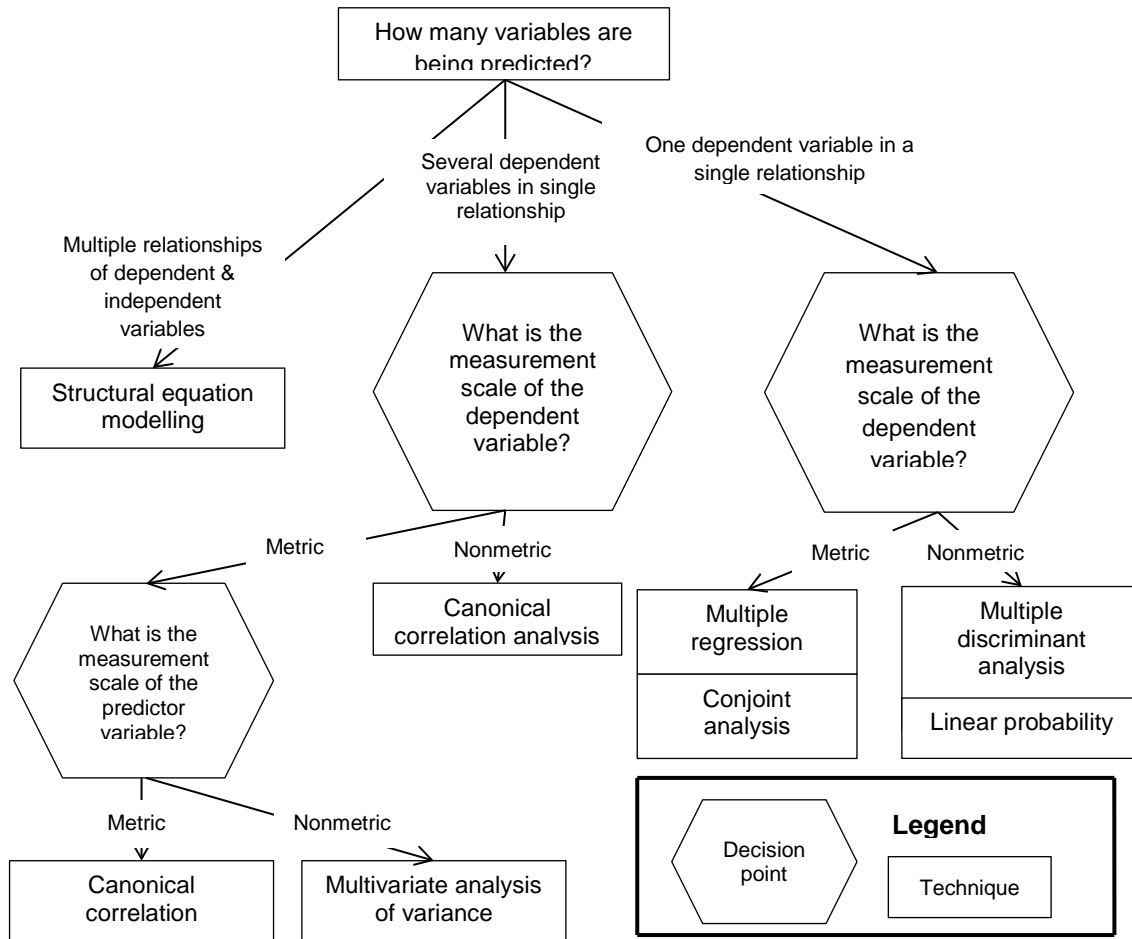 How many variables are
being predicted?
One dependent variable in a
single relationship
Several dependent
variables in single
relationship
Multiple relationships
of dependent &
independent
variables
Structural equation
modelling
What is the
measurement
scale of the
dependent
variable?
What is the
measurement
scale of the
dependent
variable?
Metric
Nonmetric
Metric
Nonmetric
Canonical
correlation analysis
Multiple
regression
Conjoint
analysis
Multiple
discriminant
analysis
Linear probability
What is the
measurement
scale of the
predictor
variable?
Metric
Nonmetric
Canonical
correlation
Multivariate analysis
of variance
Legend
Decision
point
Technique